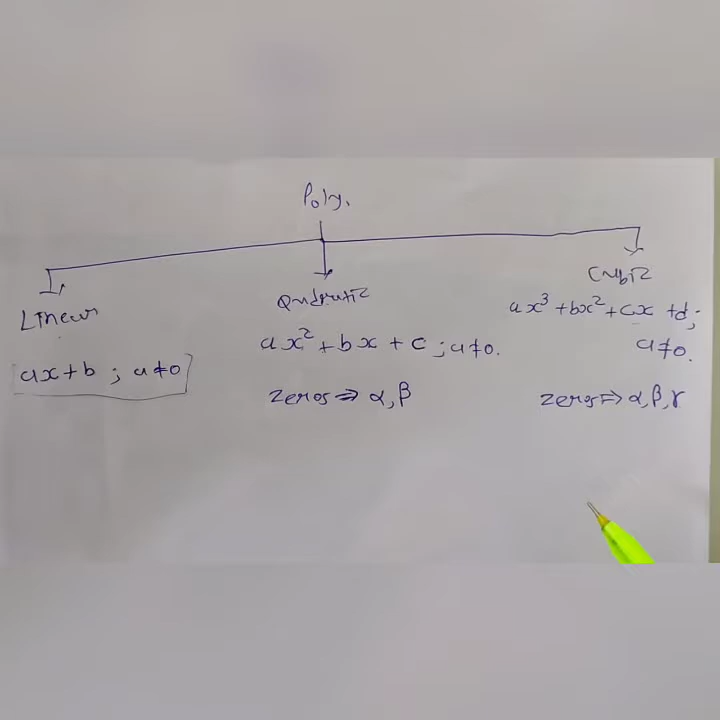 Poly.
Linear
ax+b ; a≠0
Quadratic
ax² + bx + c ; a≠0.
zeros ⇒ α, β
Cubic
ax³ + bx² + cx + d ;
a≠0.
zeros ⇒ α, β, γ